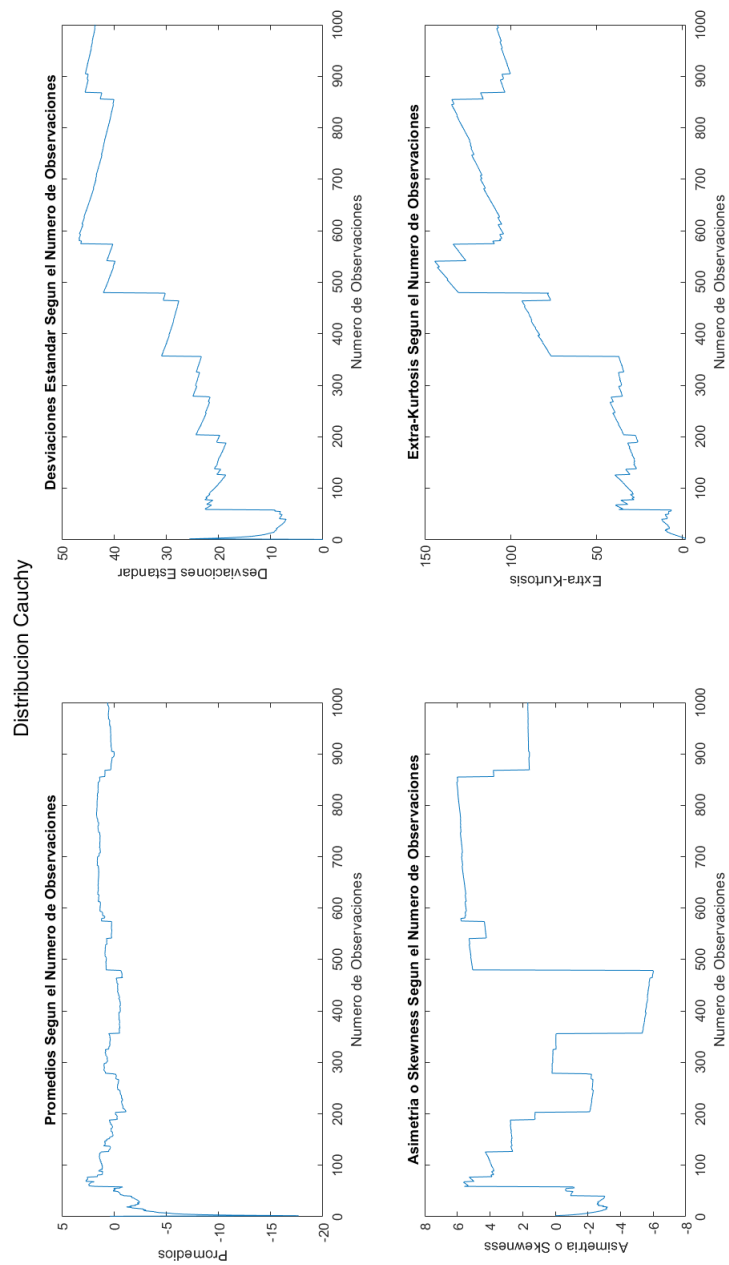 Distribucion Cauchy
Promedios Segun el Numero de Observaciones
Promedios
5
0
-5
-10
-15
-20
0 100 200 300 400 500 600 700 800 900 1000
Numero de Observaciones
Desviaciones Estandar Segun el Numero de Observaciones
Desviaciones Estandar
50
40
30
20
10
0
0 100 200 300 400 500 600 700 800 900 1000
Numero de Observaciones
Asimetria o Skewness Segun el Numero de Observaciones
Asimetria o Skewness
8
6
4
2
0
-2
-4
-6
-8
0 100 200 300 400 500 600 700 800 900 1000
Numero de Observaciones
Extra-Kurtosis Segun el Numero de Observaciones
Extra-Kurtosis
150
100
50
0
0 100 200 300 400 500 600 700 800 900 1000
Numero de Observaciones